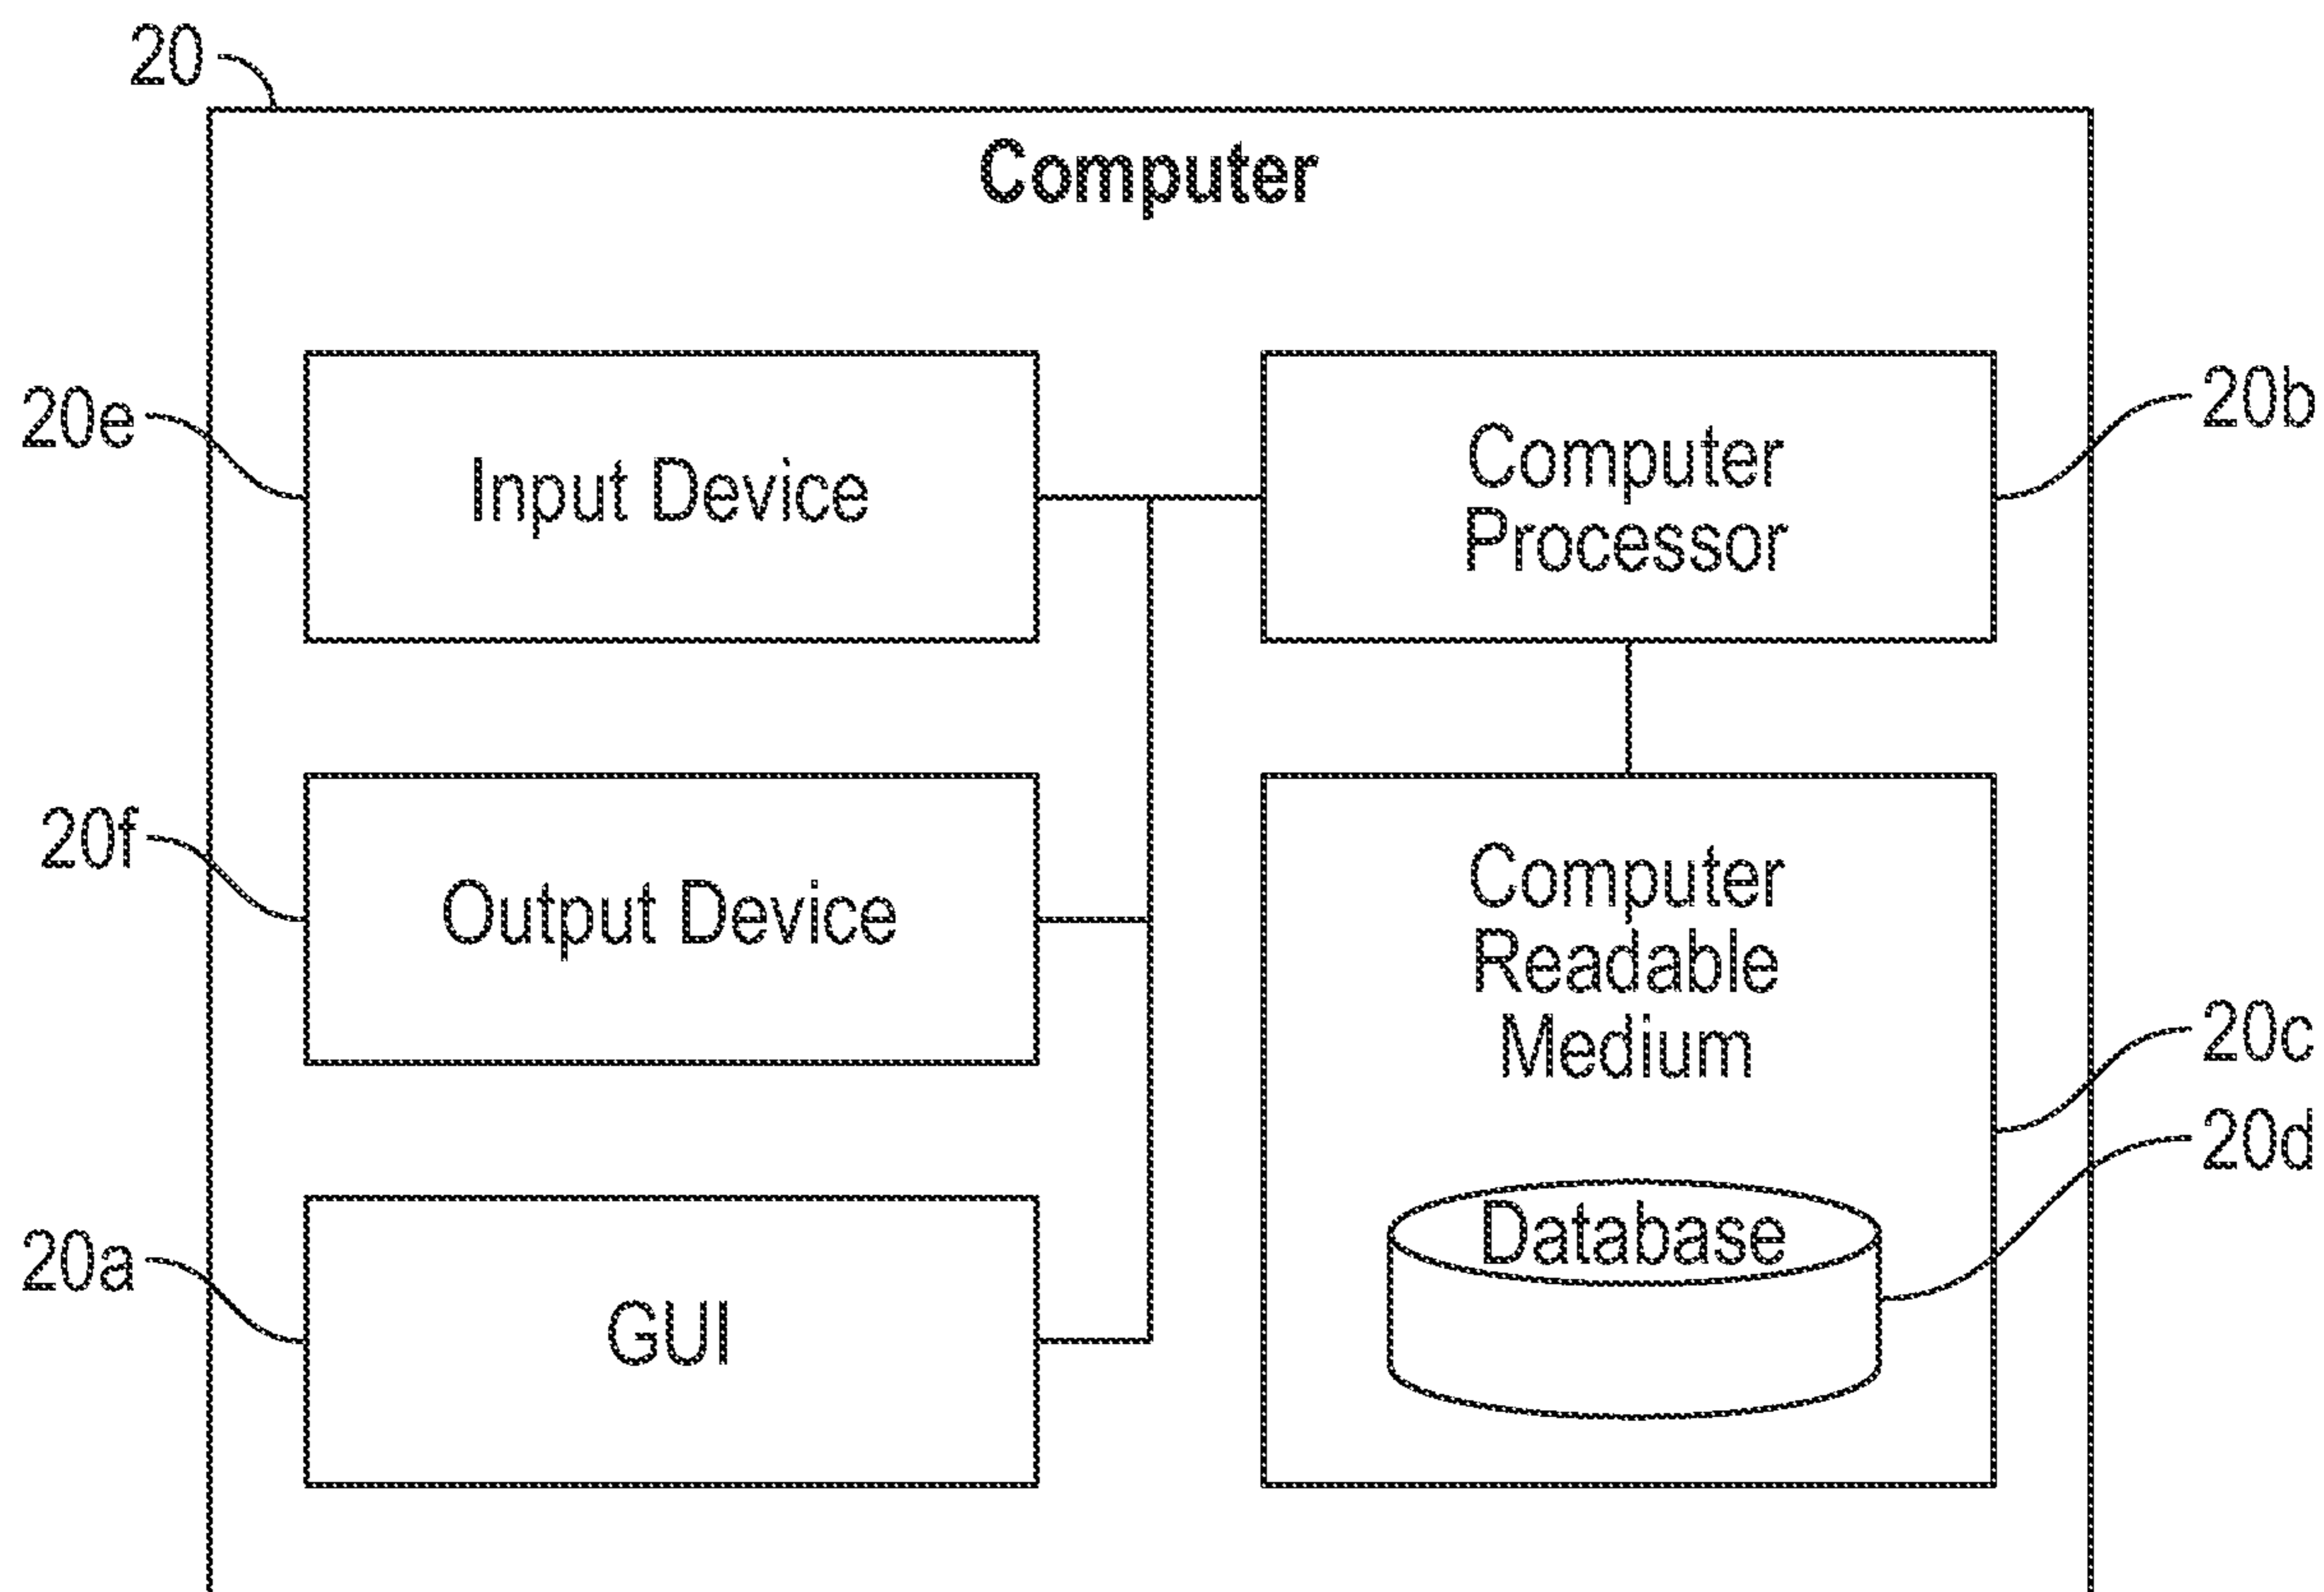 20
Computer
20e
Input Device
Computer
Processor
20b
20f
Output Device
Computer
Readable
Medium
20c
20d
20a
GUI
Database